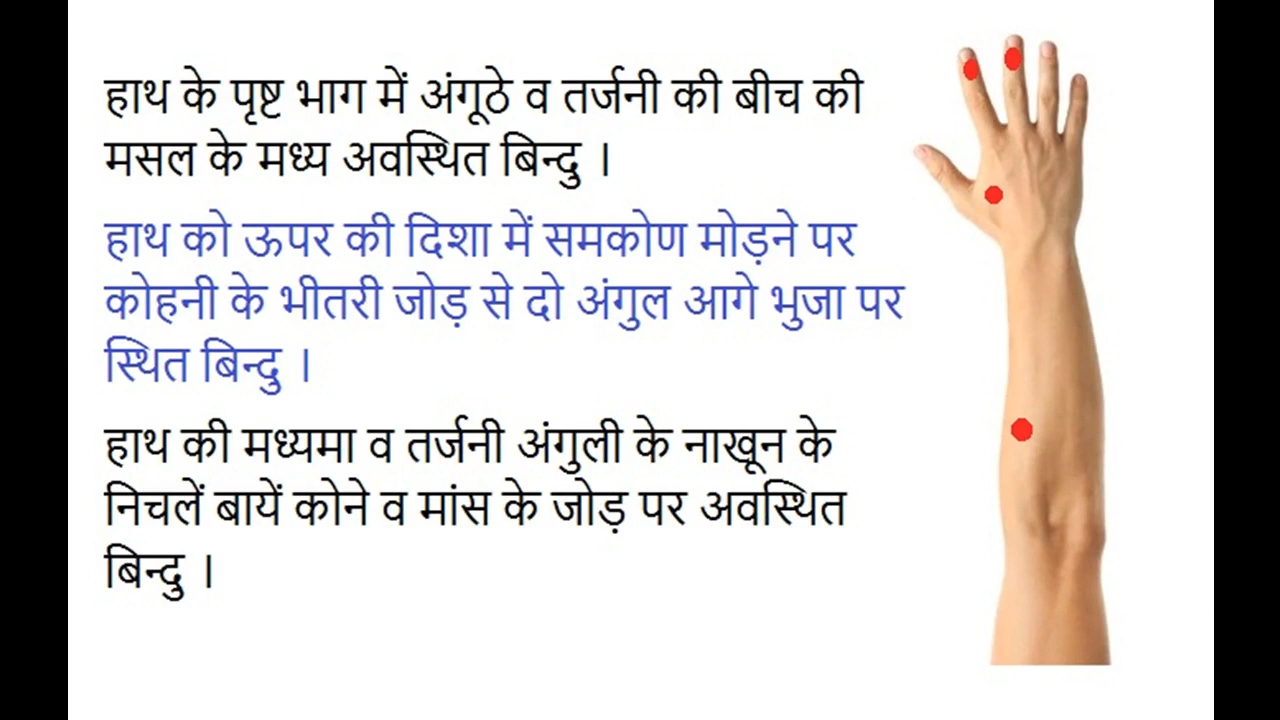 हाथ के पृष्ट भाग में अंगूठे व तर्जनी की बीच की
मसल के मध्य अवस्थित बिन्दु ।
हाथ को ऊपर की दिशा में समकोण मोड़ने पर
कोहनी के भीतरी जोड़ से दो अंगुल आगे भुजा पर
स्थित बिन्दु ।
हाथ की मध्यमा व तर्जनी अंगुली के नाखून के
निचलें बायें कोने व मांस के जोड़ पर अवस्थित
बिन्दु ।